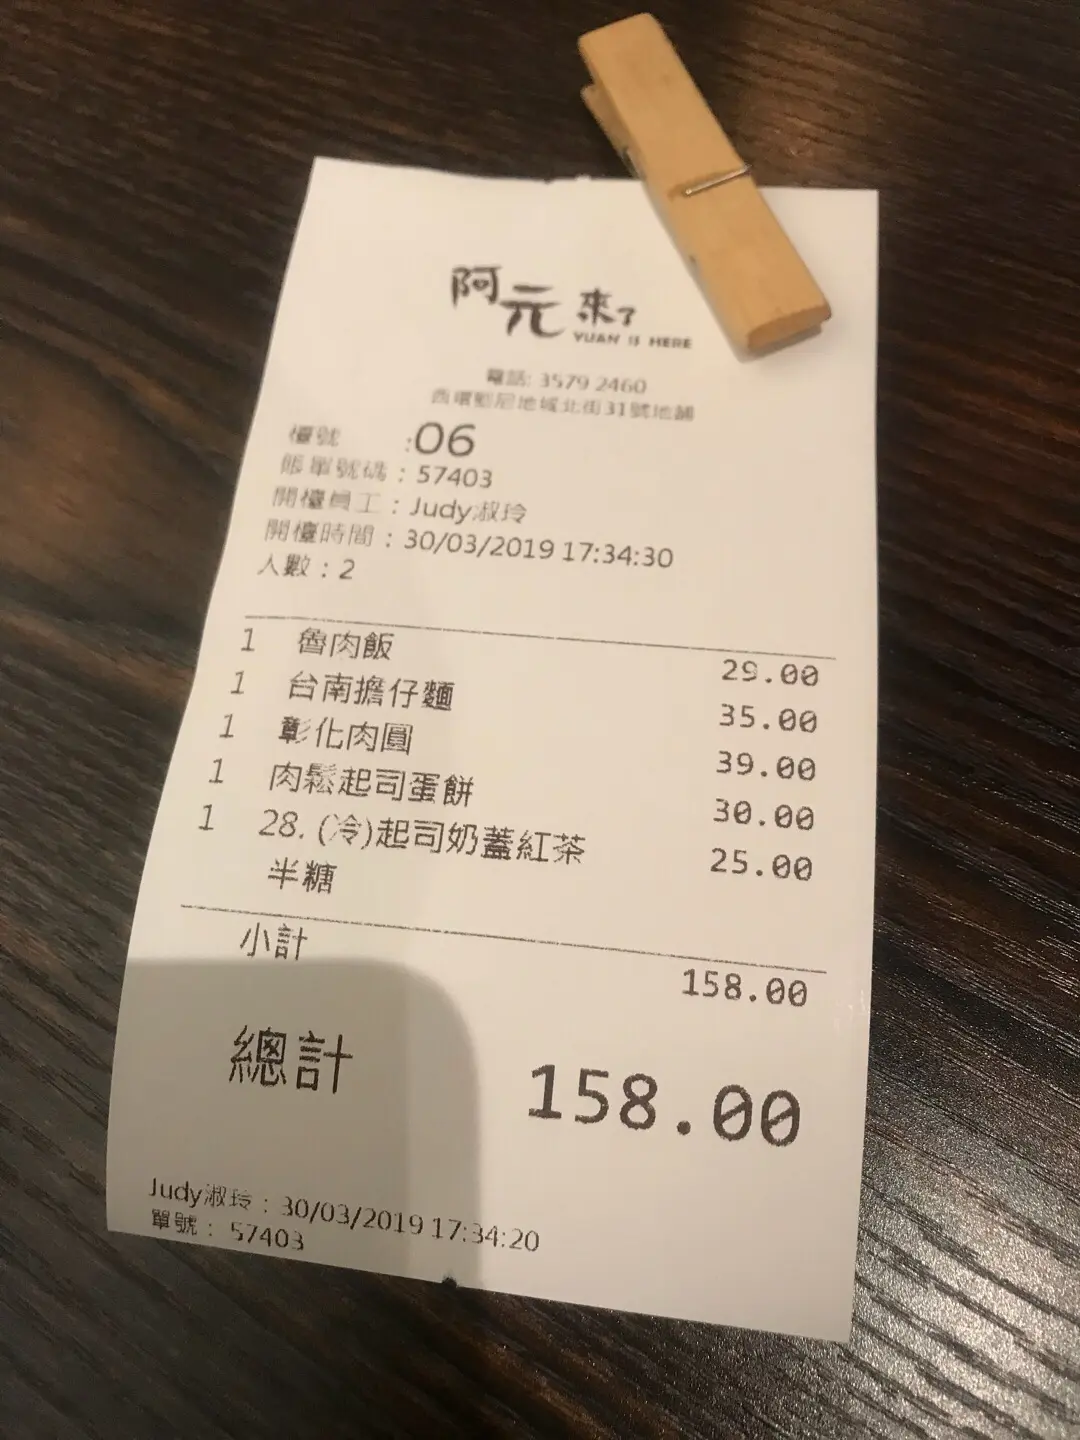 阿元來了
YUAN IS HERE
電話: 3579 2460
西環卑路乍街北街31號地舖
檯號 :06
賬單號碼：57403
開檯員工：Judy淑玲
開檯時間：30/03/2019 17:34:30
人數：2
1 魯肉飯 29.00
1 台南擔仔麵 35.00
1 彰化肉圓 39.00
1 肉鬆起司蛋餅 30.00
1 28. (冷)起司奶蓋紅茶 25.00
半糖
小計 158.00
總計 158.00
Judy淑玲：30/03/2019 17:34:20
單號： 57403